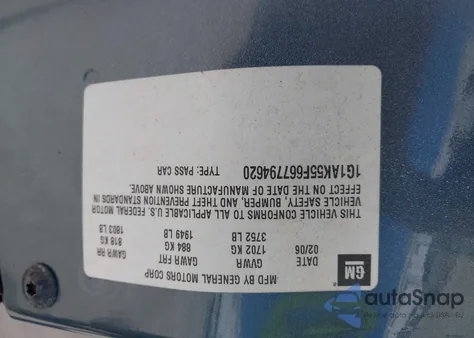 MFD BY GENERAL MOTORS CORP
GM
DATE GVWR GAWR FRT GAWR RR
02/06 1702 KG 884 KG 818 KG
3752 LB 1949 LB 1803 LB
THIS VEHICLE CONFORMS TO ALL APPLICABLE U.S. FEDERAL MOTOR
VEHICLE SAFETY, BUMPER, AND THEFT PREVENTION STANDARDS IN
EFFECT ON THE DATE OF MANUFACTURE SHOWN ABOVE.
1G1AK55F667794620 TYPE: PASS CAR
autoSnap